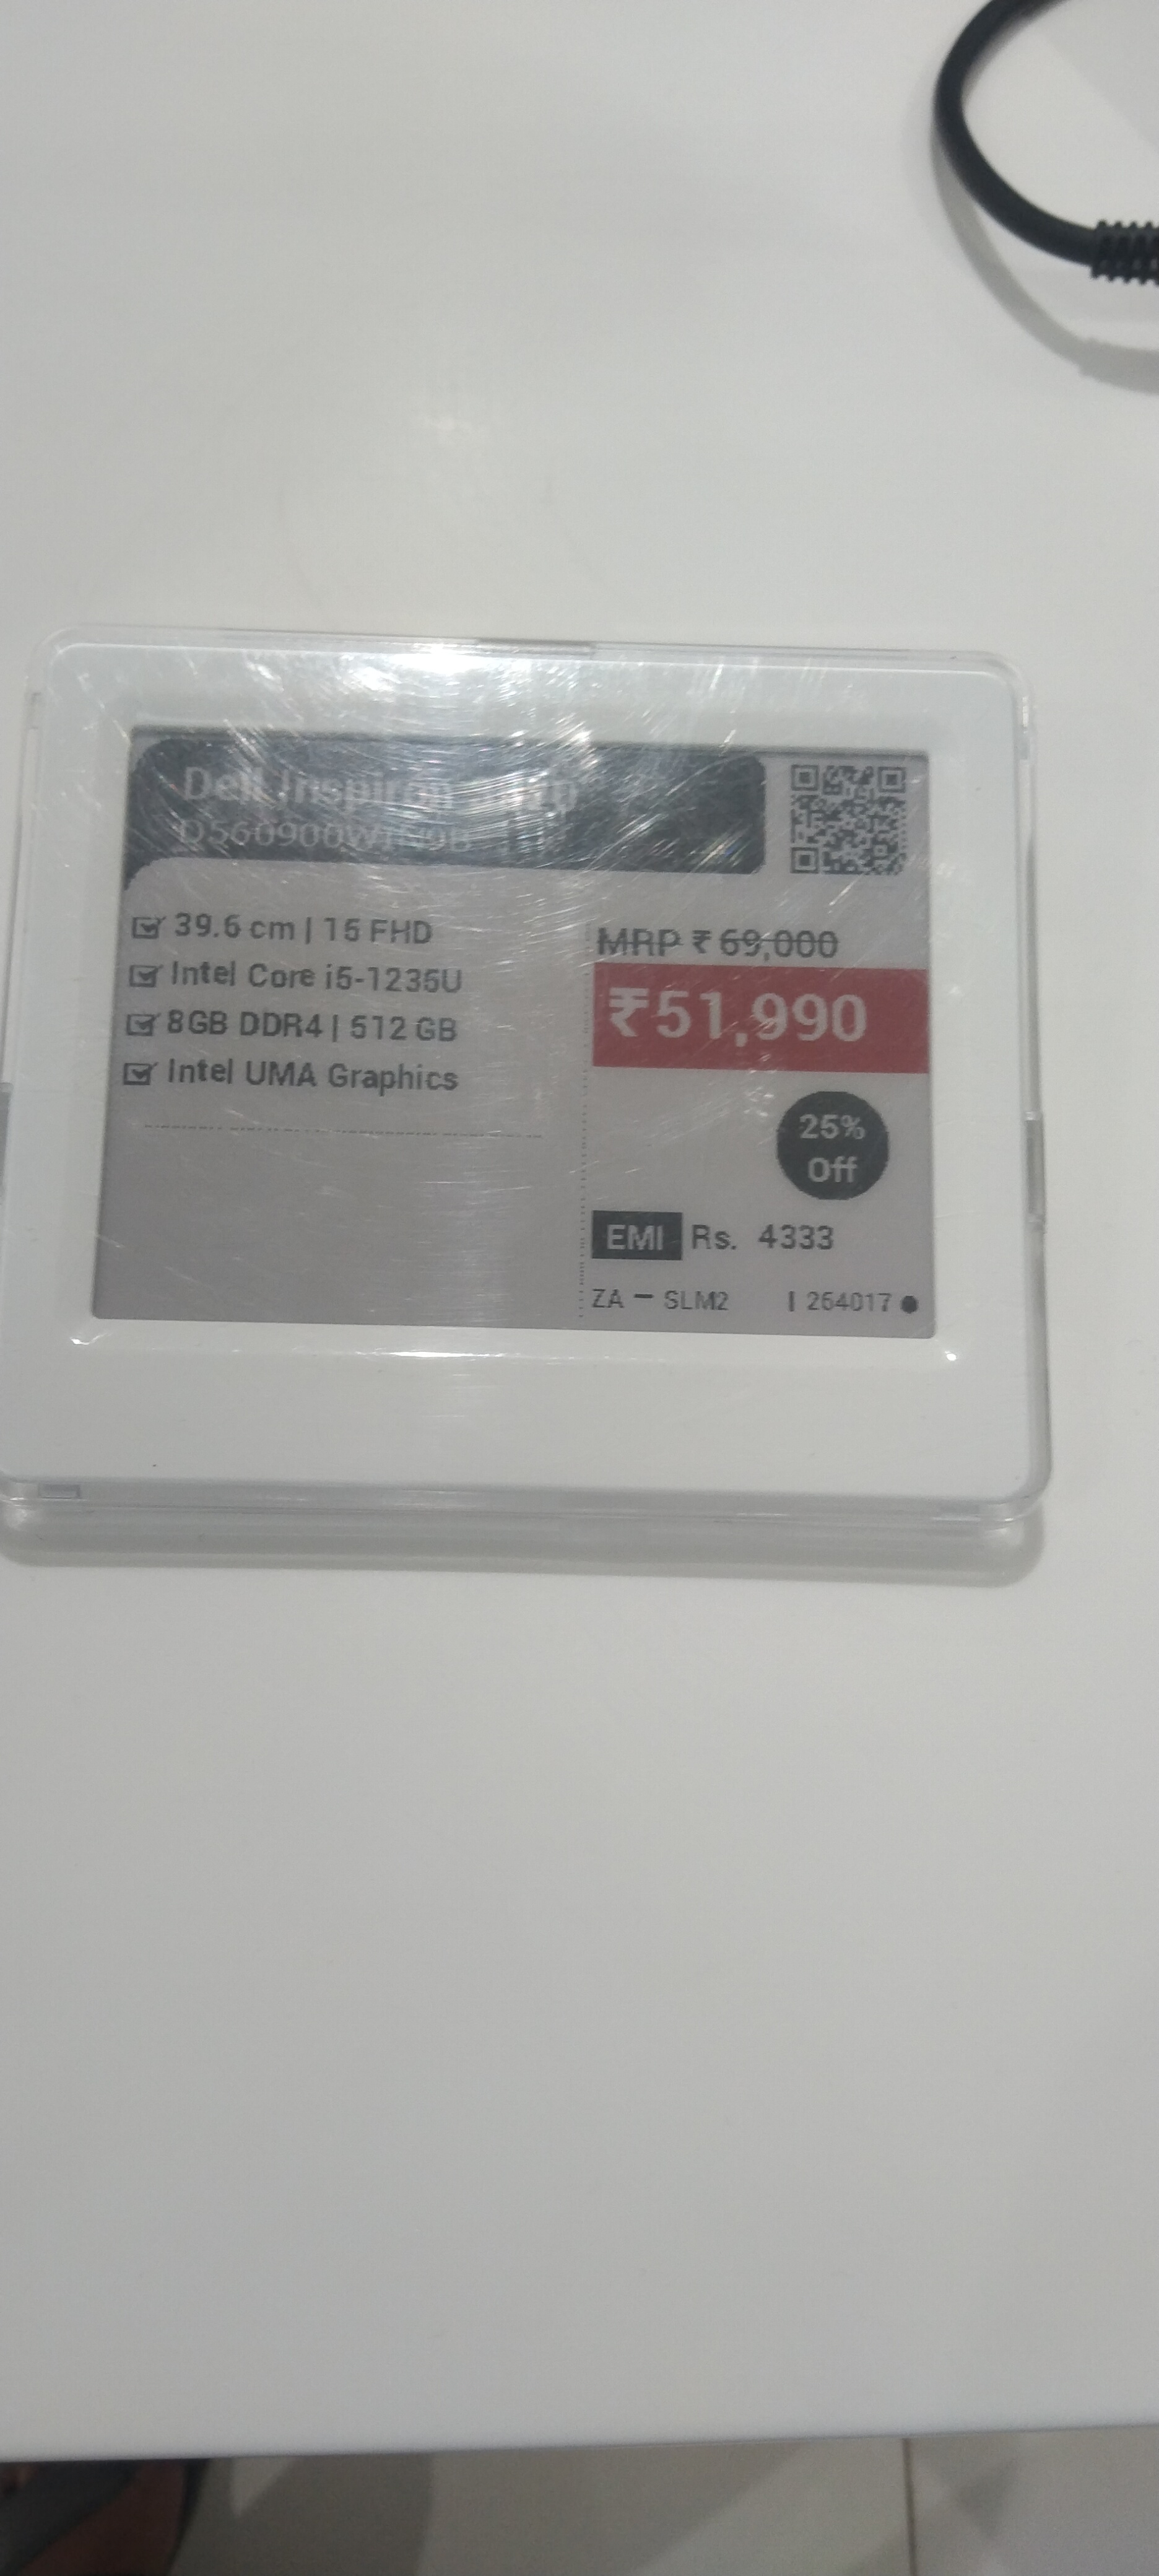 Dell Inspiron
39.6 cm | 15 FHD
Intel Core i5-1235U
8GB DDR4 | 512 GB
Intel UMA Graphics
MRP ₹ 69,000
₹51,990
25%
Off
EMI Rs. 4333
ZA - SLM2 | 264017